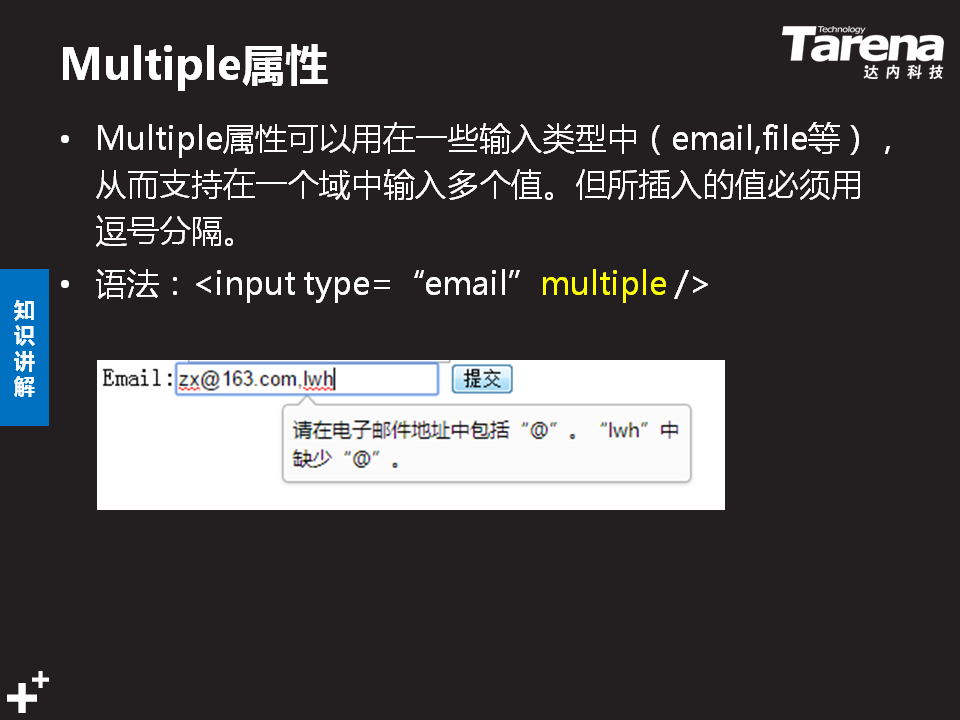 Multiple属性
Technology
Tarena
达内科技
• Multiple属性可以用在一些输入类型中（email,file等），
从而支持在一个域中输入多个值。但所插入的值必须用
逗号分隔。
• 语法：<input type=“email”multiple />
知识讲解
Email:zx@163.com,lwh 提交
请在电子邮件地址中包括“@”。“lwh”中
缺少“@”。